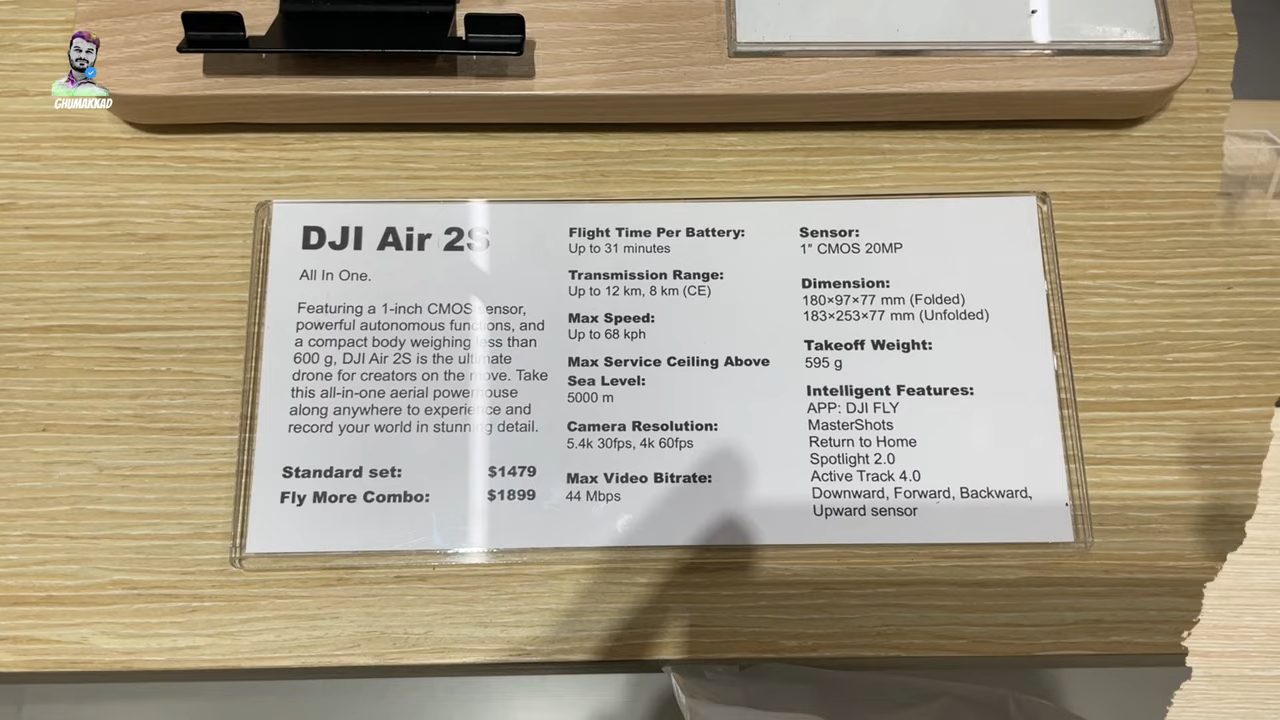 GHUMAKKAD
DJI Air 2S
All In One.
Featuring a 1-inch CMOS sensor,
powerful autonomous functions, and
a compact body weighing less than
600 g, DJI Air 2S is the ultimate
drone for creators on the move. Take
this all-in-one aerial powerhouse
along anywhere to experience and
record your world in stunning detail.
Standard set: $1479
Fly More Combo: $1899
Flight Time Per Battery:
Up to 31 minutes
Transmission Range:
Up to 12 km, 8 km (CE)
Max Speed:
Up to 68 kph
Max Service Ceiling Above
Sea Level:
5000 m
Camera Resolution:
5.4k 30fps, 4k 60fps
Max Video Bitrate:
44 Mbps
Sensor:
1" CMOS 20MP
Dimension:
180×97×77 mm (Folded)
183×253×77 mm (Unfolded)
Takeoff Weight:
595 g
Intelligent Features:
APP: DJI FLY
MasterShots
Return to Home
Spotlight 2.0
Active Track 4.0
Downward, Forward, Backward,
Upward sensor